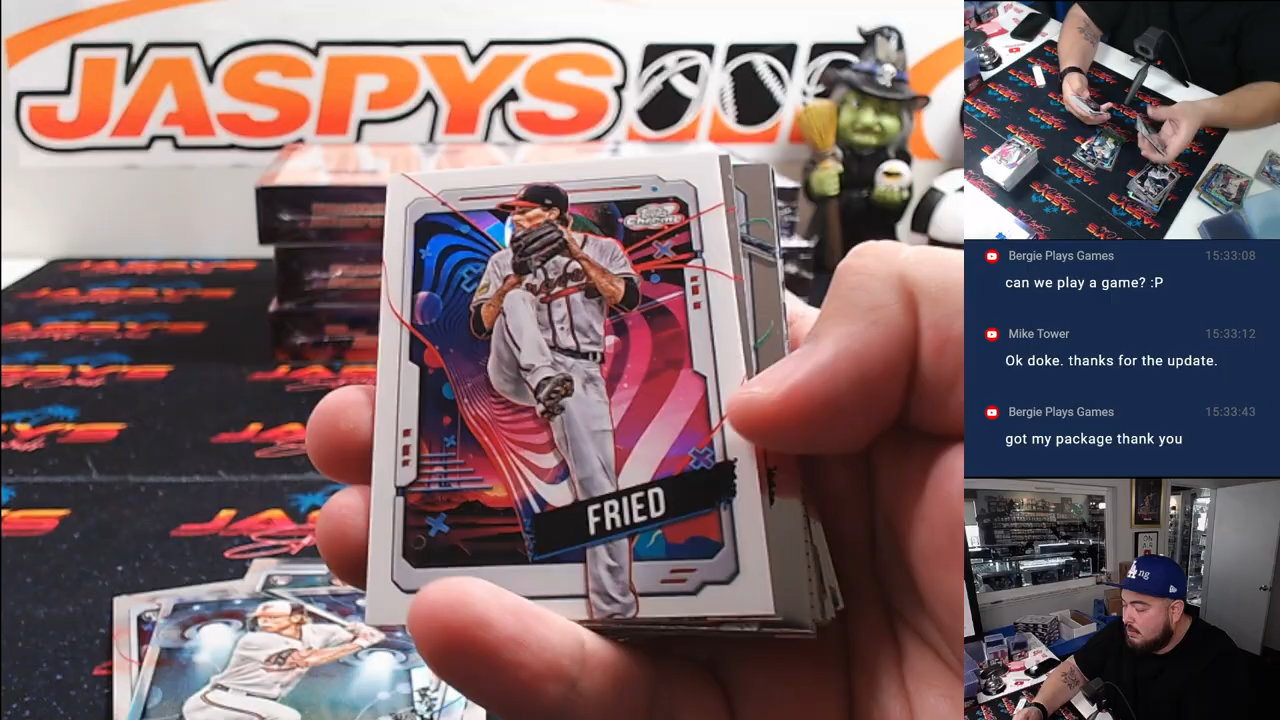 JASPYS
Topps
Chrome
FRIED
Bergie Plays Games 15:33:08
can we play a game? :P
Mike Tower 15:33:12
Ok doke. thanks for the update.
Bergie Plays Games 15:33:43
got my package thank you